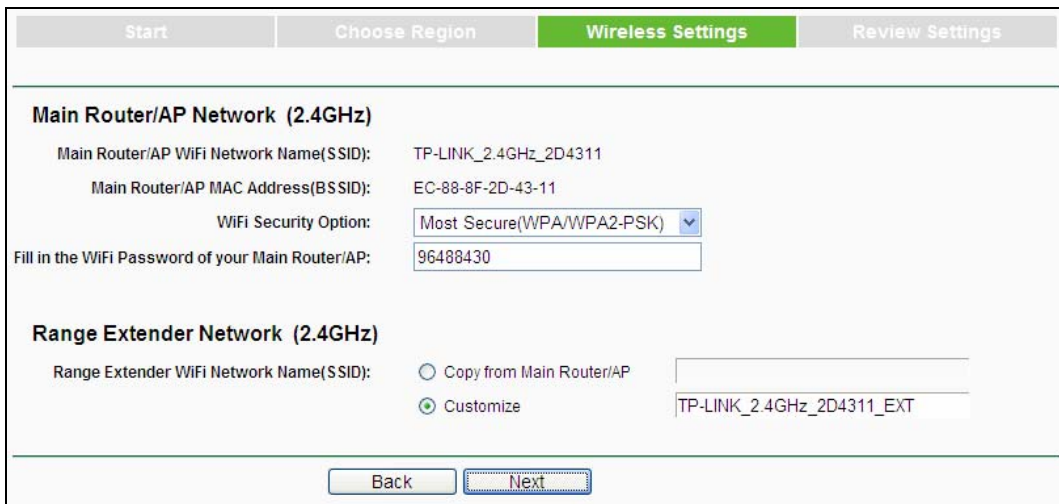 Start Choose Region Wireless Settings Review Settings
Main Router/AP Network (2.4GHz)
Main Router/AP WiFi Network Name(SSID): TP-LINK_2.4GHz_2D4311
Main Router/AP MAC Address(BSSID): EC-88-8F-2D-43-11
WiFi Security Option: Most Secure(WPA/WPA2-PSK)
Fill in the WiFi Password of your Main Router/AP: 96488430
Range Extender Network (2.4GHz)
Range Extender WiFi Network Name(SSID): Copy from Main Router/AP
Customize TP-LINK_2.4GHz_2D4311_EXT
Back Next